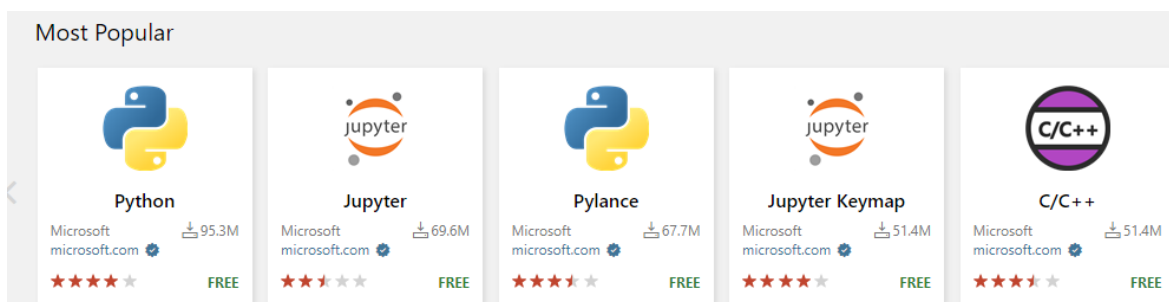 Most Popular
jupyter
jupyter
C/C++
Python
Jupyter
Pylance
Jupyter Keymap
C/C++
Microsoft 95.3M
microsoft.com
FREE
Microsoft 69.6M
microsoft.com
FREE
Microsoft 67.7M
microsoft.com
FREE
Microsoft 51.4M
microsoft.com
FREE
Microsoft 51.4M
microsoft.com
FREE